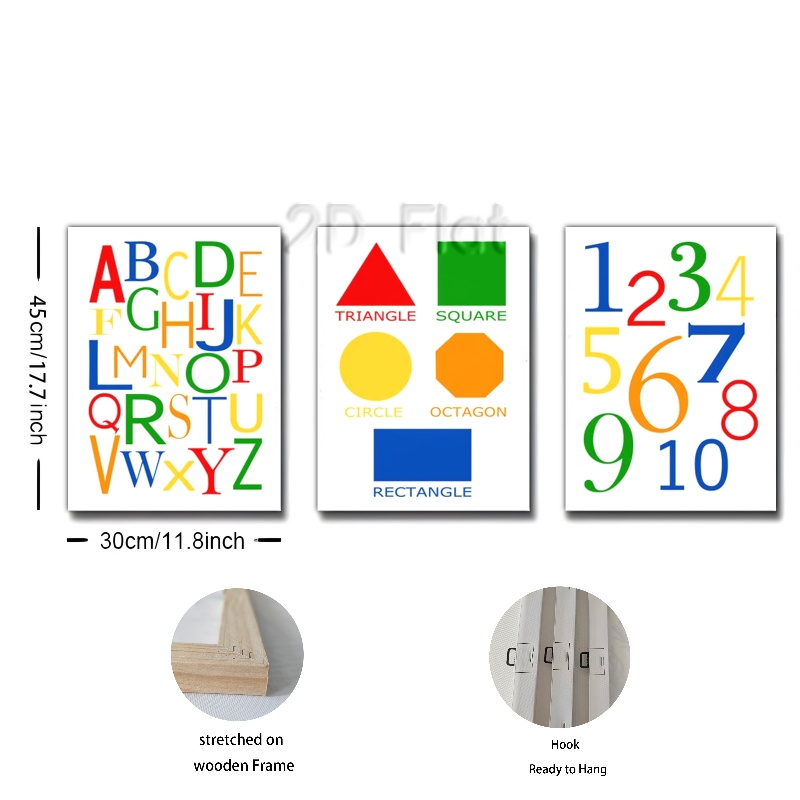 2D Flat
45cm/17.7inch
A B C D E
F G H I J K
L M N O P
Q R S T U
V W X Y Z
TRIANGLE SQUARE
CIRCLE OCTAGON
RECTANGLE
1 2 3 4
5 6 7
8
9 10
30cm/11.8inch
stretched on
wooden Frame
Hook
Ready to Hang